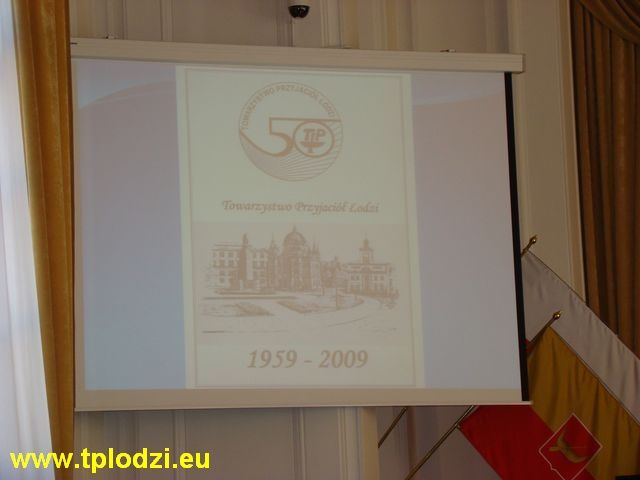 TOWARZYSTWO PRZYJACIÓŁ ŁODZI
50 TPŁ
Towarzystwo Przyjaciół Łodzi
1959 - 2009
www.tplodzi.eu